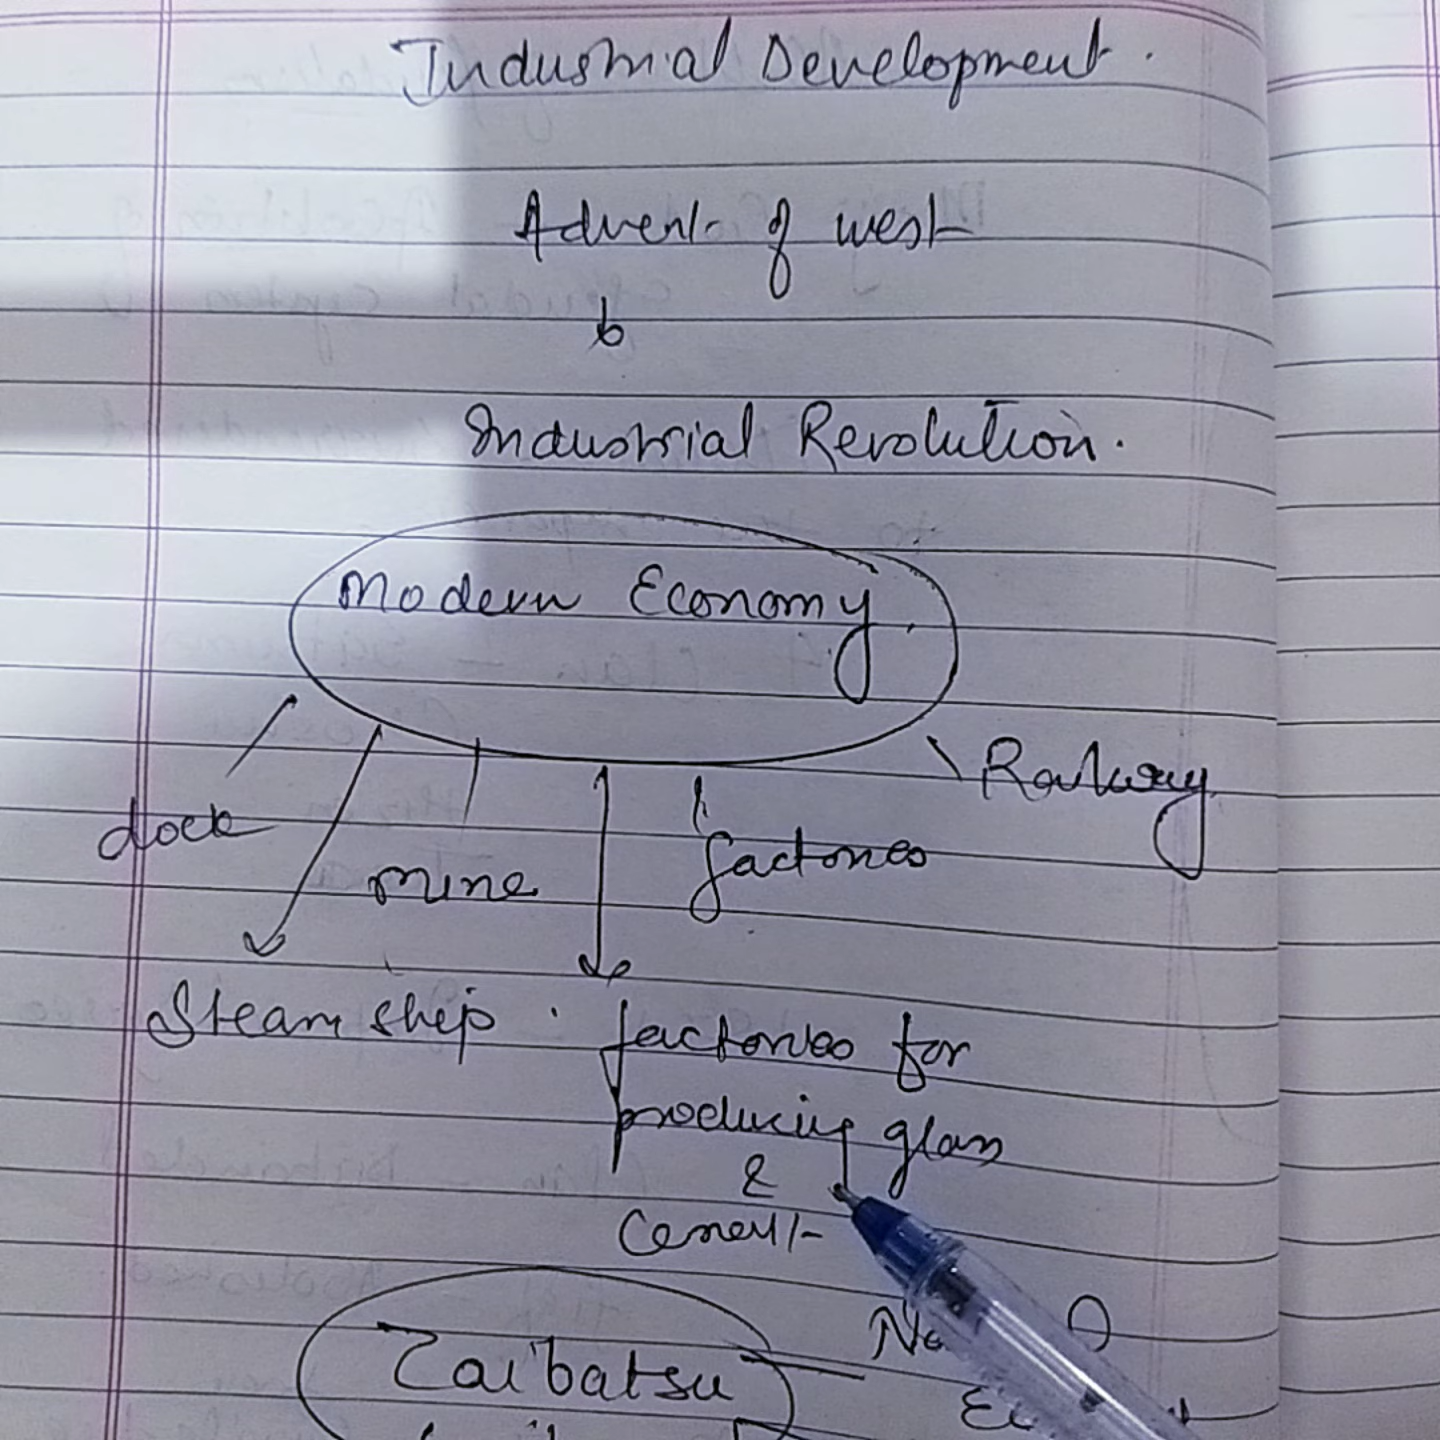 Industrial Development.
Advent of west
Industrial Revolution.
Modern Economy.
dock
Railway
mine
factories
Steam ship .
factories for
producing glass
&
Cement
Zaibatsu